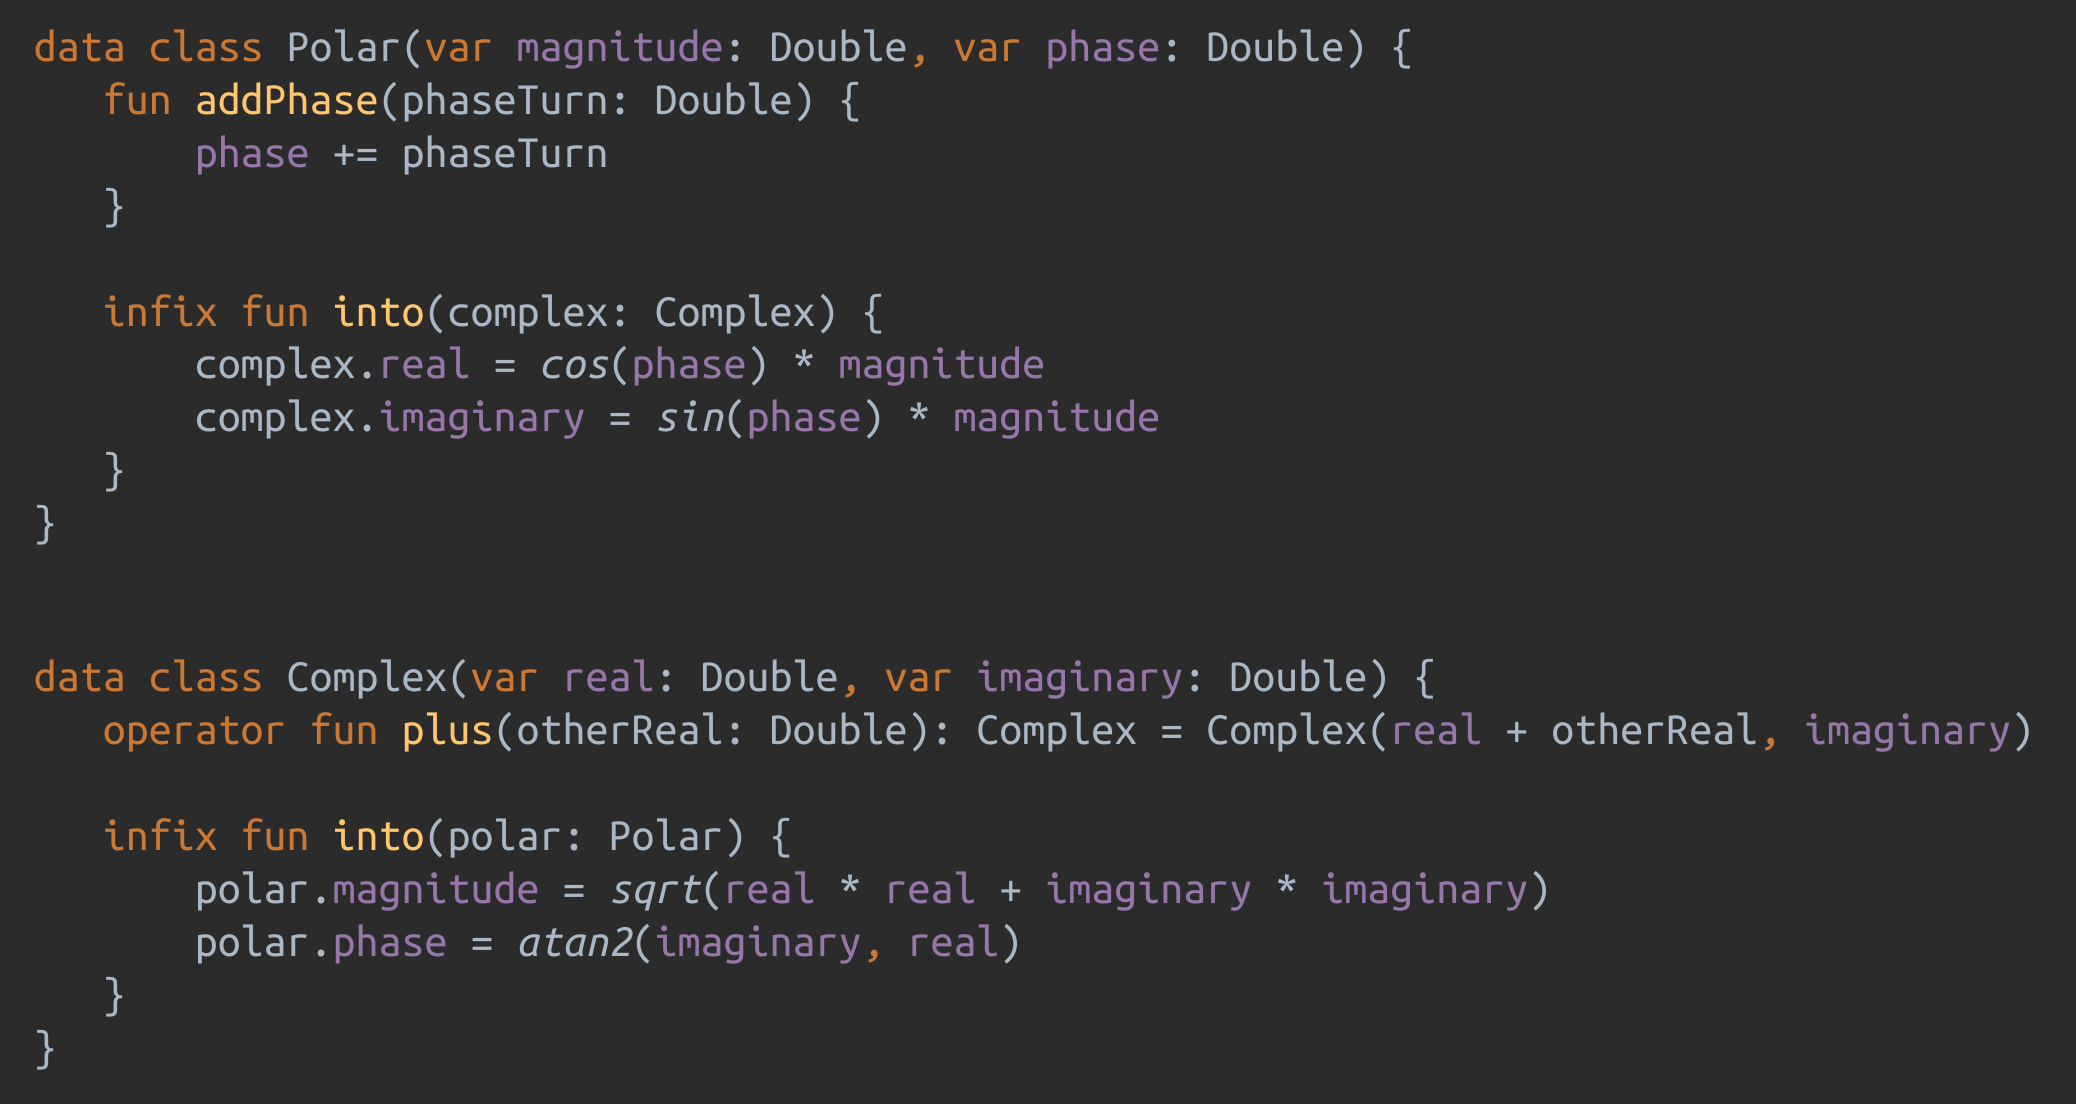 data class Polar(var magnitude: Double, var phase: Double) {
   fun addPhase(phaseTurn: Double) {
       phase += phaseTurn
   }

   infix fun into(complex: Complex) {
       complex.real = cos(phase) * magnitude
       complex.imaginary = sin(phase) * magnitude
   }
}

data class Complex(var real: Double, var imaginary: Double) {
   operator fun plus(otherReal: Double): Complex = Complex(real + otherReal, imaginary)

   infix fun into(polar: Polar) {
       polar.magnitude = sqrt(real * real + imaginary * imaginary)
       polar.phase = atan2(imaginary, real)
   }
}